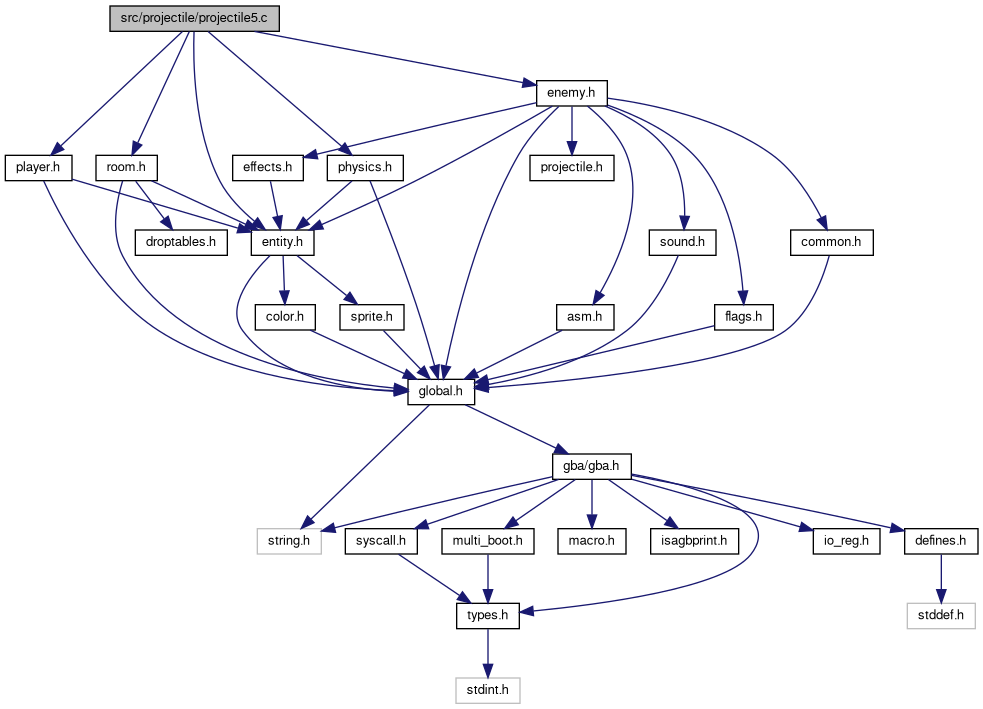 src/projectile/projectile5.c
enemy.h
player.h
room.h
effects.h
physics.h
projectile.h
droptables.h
entity.h
sound.h
common.h
color.h
sprite.h
asm.h
flags.h
global.h
gba/gba.h
string.h
syscall.h
multi_boot.h
macro.h
isagbprint.h
io_reg.h
defines.h
types.h
stddef.h
stdint.h